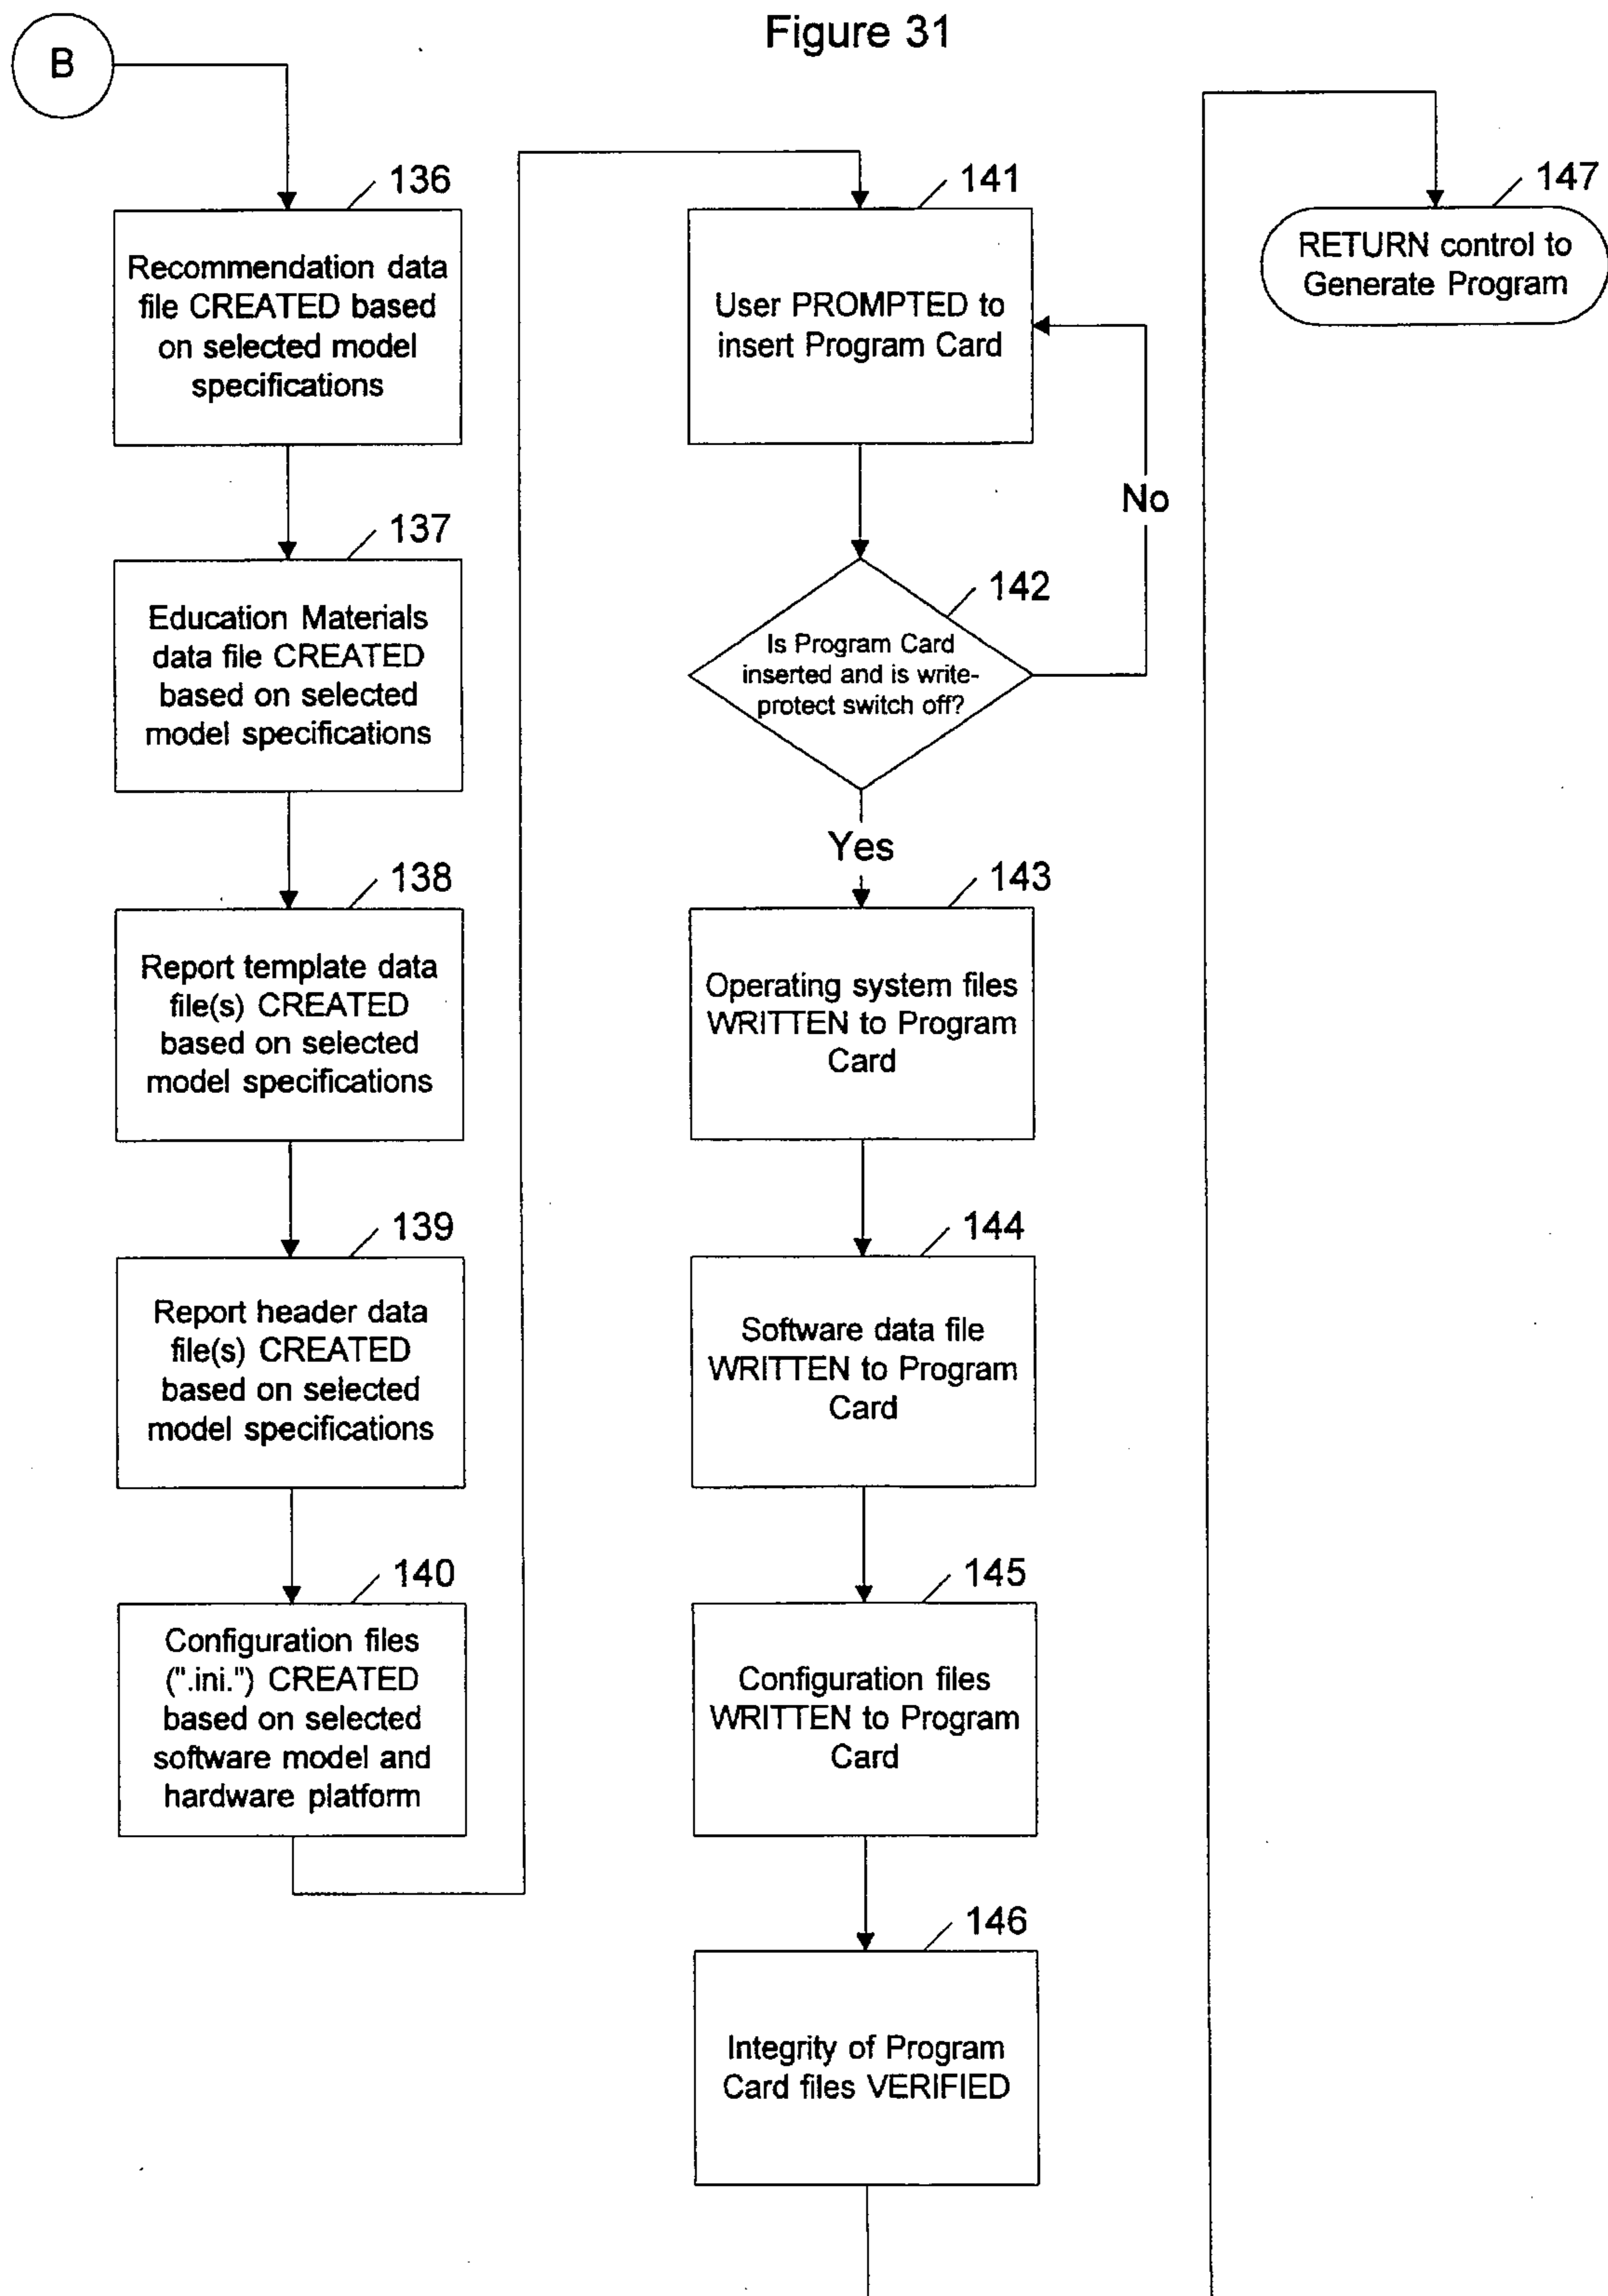 Figure 31
B
136
Recommendation data
file CREATED based
on selected model
specifications
137
Education Materials
data file CREATED
based on selected
model specifications
138
Report template data
file(s) CREATED
based on selected
model specifications
139
Report header data
file(s) CREATED
based on selected
model specifications
140
Configuration files
(".ini.") CREATED
based on selected
software model and
hardware platform
141
User PROMPTED to
insert Program Card
No
142
Is Program Card
inserted and is write-
protect switch off?
Yes
143
Operating system files
WRITTEN to Program
Card
144
Software data file
WRITTEN to Program
Card
145
Configuration files
WRITTEN to Program
Card
146
Integrity of Program
Card files VERIFIED
147
RETURN control to
Generate Program